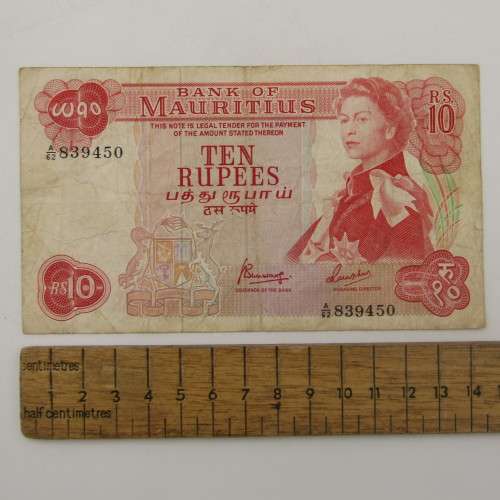 BANK OF
MAURITIUS
THIS NOTE IS LEGAL TENDER FOR THE PAYMENT
OF THE AMOUNT STATED THEREON
RS.
10
A/62 839450
TEN
RUPEES
பத்து ரூபாய்
RS 10
GOVERNOR OF THE BANK
MANAGING DIRECTOR
रु
१०
A/62 839450
centimetres
1 2 3 4 5 6 7 8 9 10 11 12 13 14
half centimetres